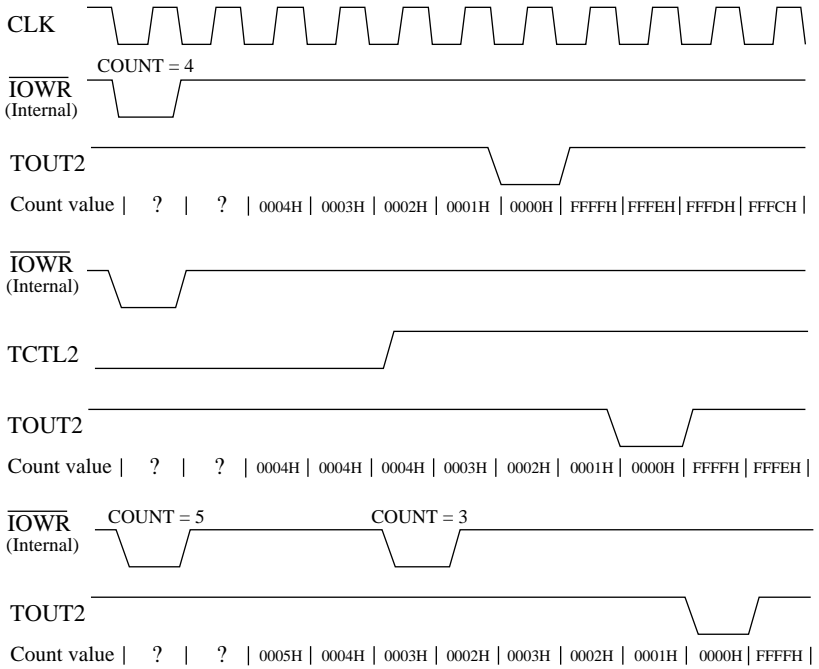 CLK
COUNT = 4
IOWR
(Internal)
TOUT2
Count value | ? | ? | 0004H | 0003H | 0002H | 0001H | 0000H | FFFFH | FFFEH | FFFDH | FFFCH |
IOWR
(Internal)
TCTL2
TOUT2
Count value | ? | ? | 0004H | 0004H | 0004H | 0003H | 0002H | 0001H | 0000H | FFFFH | FFFEH |
COUNT = 5 COUNT = 3
IOWR
(Internal)
TOUT2
Count value | ? | ? | 0005H | 0004H | 0003H | 0002H | 0003H | 0002H | 0001H | 0000H | FFFFH |